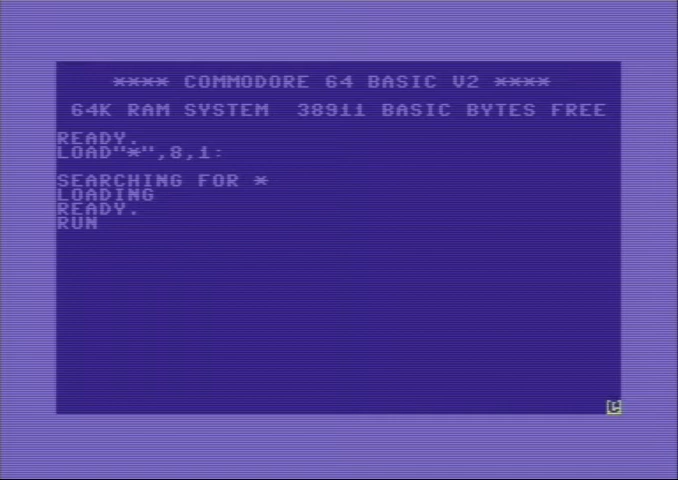 **** COMMODORE 64 BASIC V2 ****
64K RAM SYSTEM  38911 BASIC BYTES FREE
READY.
LOAD"*",8,1:
SEARCHING FOR *
LOADING
READY.
RUN